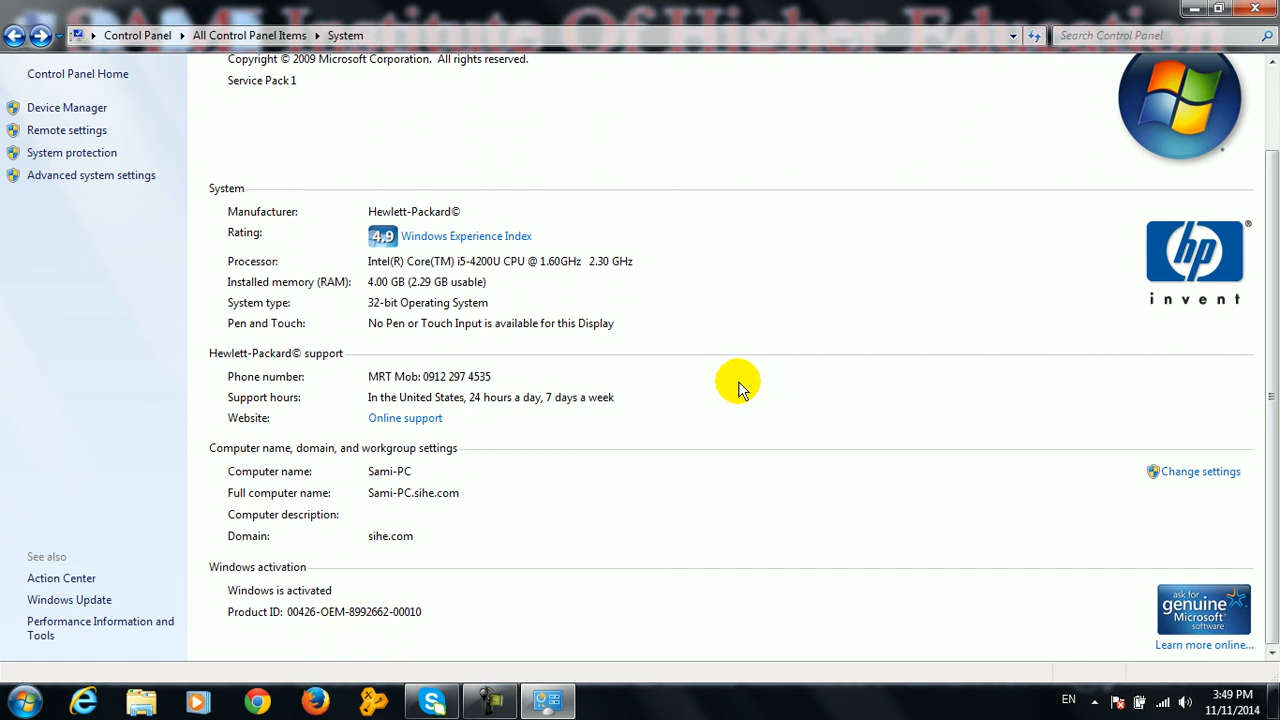 Control Panel
All Control Panel Items
System
Search Control Panel
Control Panel Home
Device Manager
Remote settings
System protection
Advanced system settings
See also
Action Center
Windows Update
Performance Information and
Tools
Copyright © 2009 Microsoft Corporation. All rights reserved.
Service Pack 1
System
Manufacturer: Hewlett-Packard©
Rating: 4.9 Windows Experience Index
Processor: Intel(R) Core(TM) i5-4200U CPU @ 1.60GHz 2.30 GHz
Installed memory (RAM): 4.00 GB (2.29 GB usable)
System type: 32-bit Operating System
Pen and Touch: No Pen or Touch Input is available for this Display
hp ®
invent
Hewlett-Packard© support
Phone number: MRT Mob: 0912 297 4535
Support hours: In the United States, 24 hours a day, 7 days a week
Website: Online support
Computer name, domain, and workgroup settings
Computer name: Sami-PC
Change settings
Full computer name: Sami-PC.sihe.com
Computer description:
Domain: sihe.com
Windows activation
Windows is activated
Product ID: 00426-OEM-8992662-00010
ask for
genuine
Microsoft
software
Learn more online...
EN
3:49 PM
11/11/2014